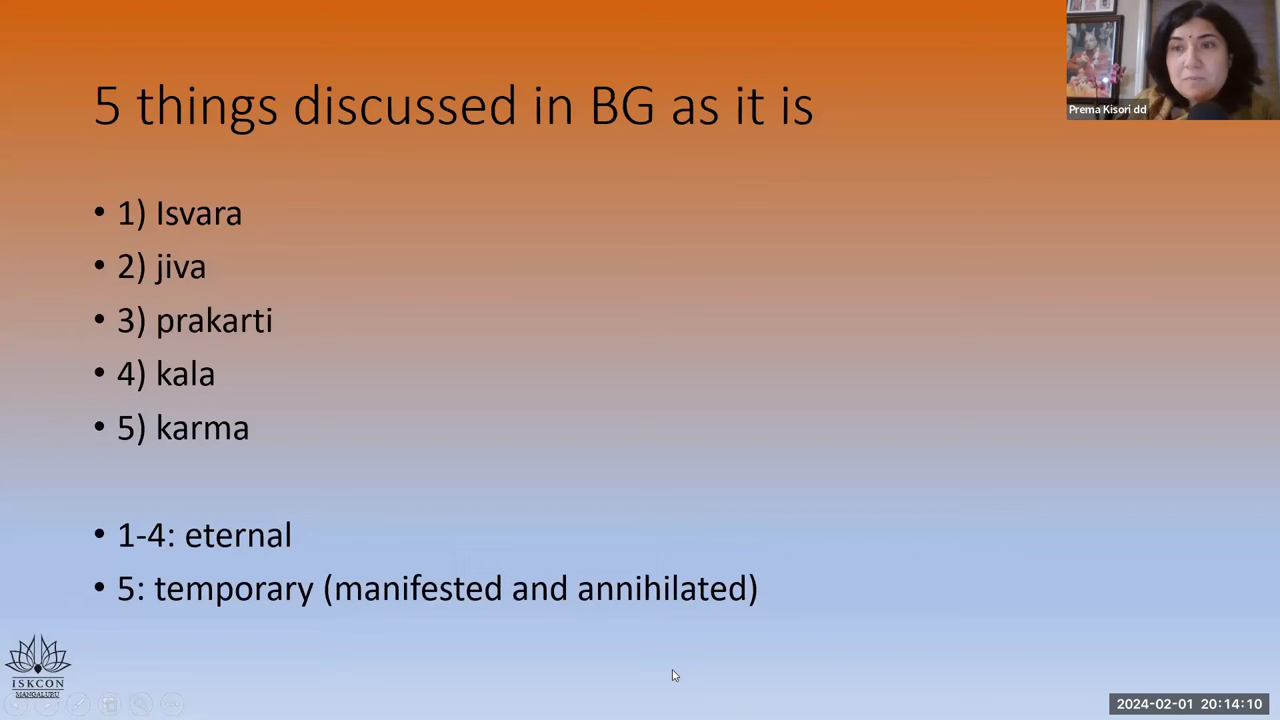 5 things discussed in BG as it is
Prema Kisori dd
• 1) Isvara
• 2) jiva
• 3) prakarti
• 4) kala
• 5) karma
• 1-4: eternal
• 5: temporary (manifested and annihilated)
ISKCON
MANGALURU
2024-02-01 20:14:10